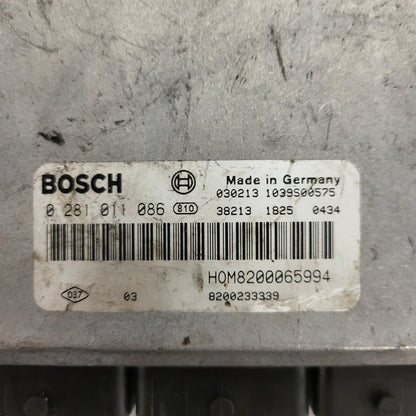 BOSCH Made in Germany
030213 1039S00575
0 281 011 086 810 38213 1825 0434
HOM8200065994
037 03 8200233339